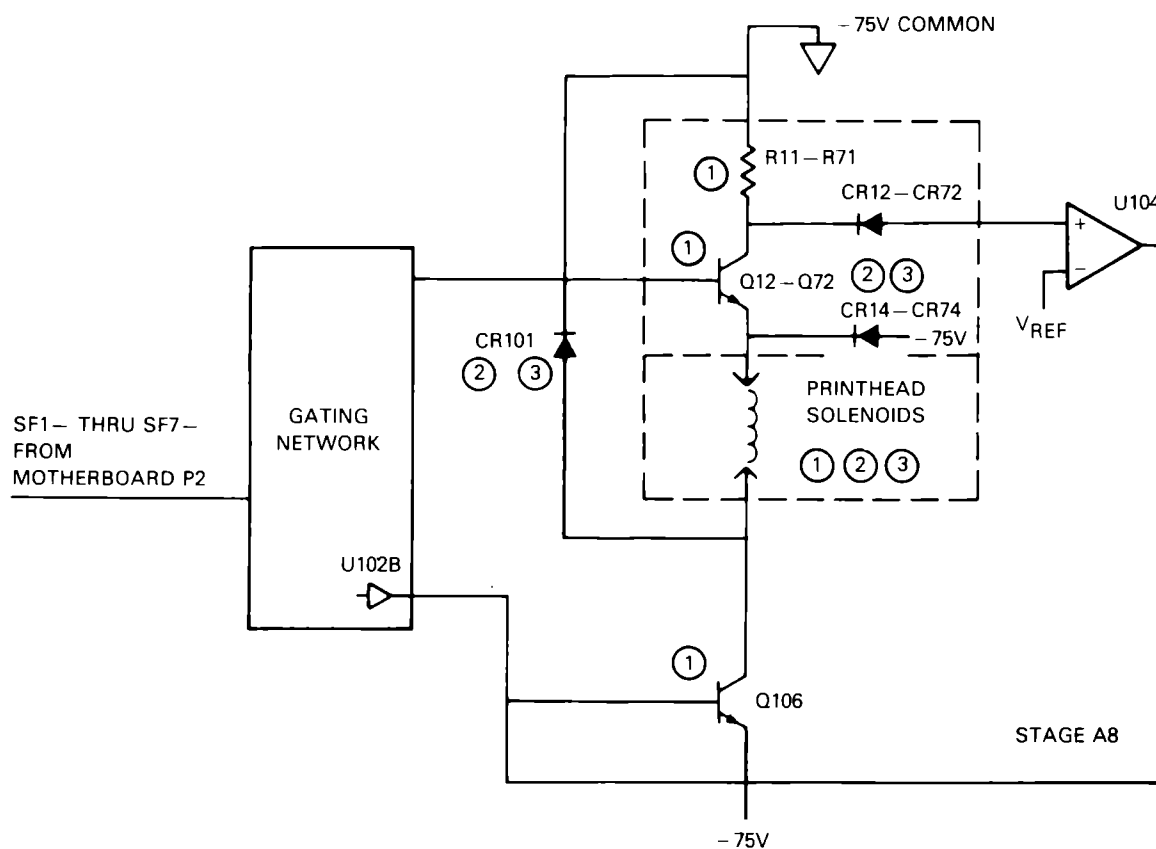 −75V COMMON
R11−R71
1
CR12−CR72
U104
+
−
1
Q12−Q72
2 3
CR14−CR74
−75V
VREF
CR101
2 3
PRINTHEAD
SOLENOIDS
1 2 3
GATING
NETWORK
SF1− THRU SF7−
FROM
MOTHERBOARD P2
U102B
1
Q106
STAGE A8
−75V